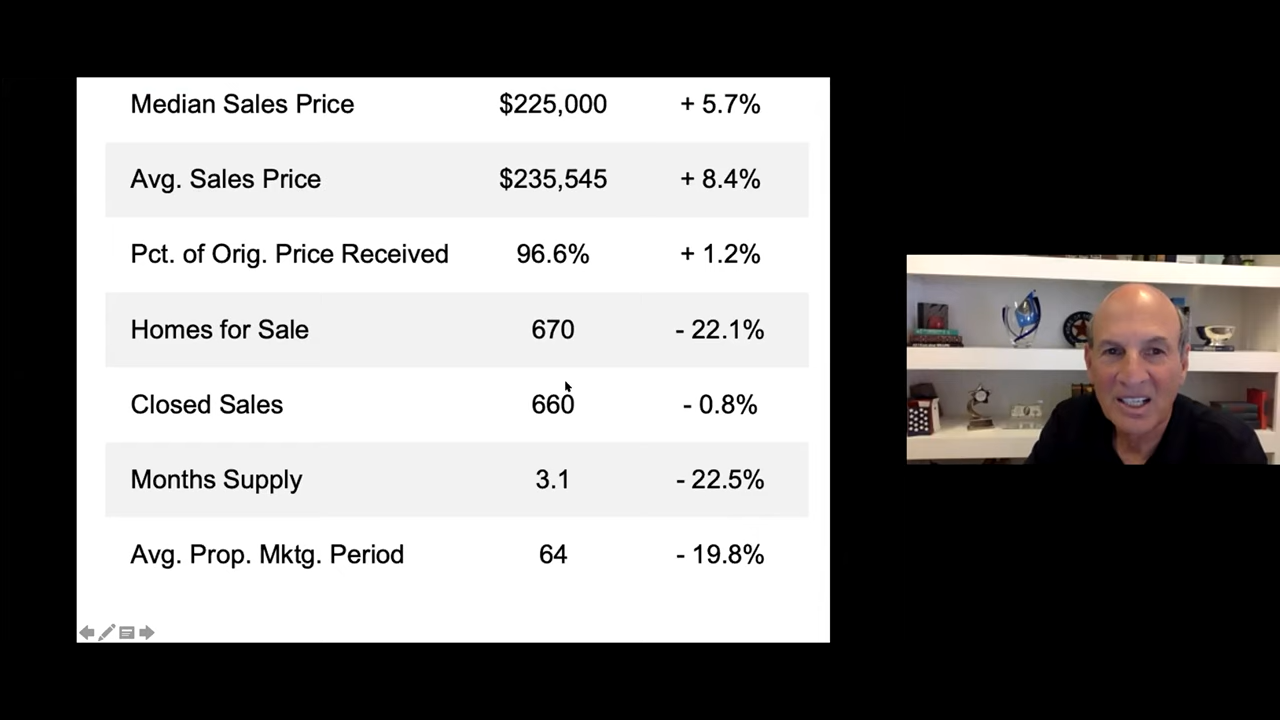 Median Sales Price $225,000 + 5.7%
Avg. Sales Price $235,545 + 8.4%
Pct. of Orig. Price Received 96.6% + 1.2%
Homes for Sale 670 - 22.1%
Closed Sales 660 - 0.8%
Months Supply 3.1 - 22.5%
Avg. Prop. Mktg. Period 64 - 19.8%